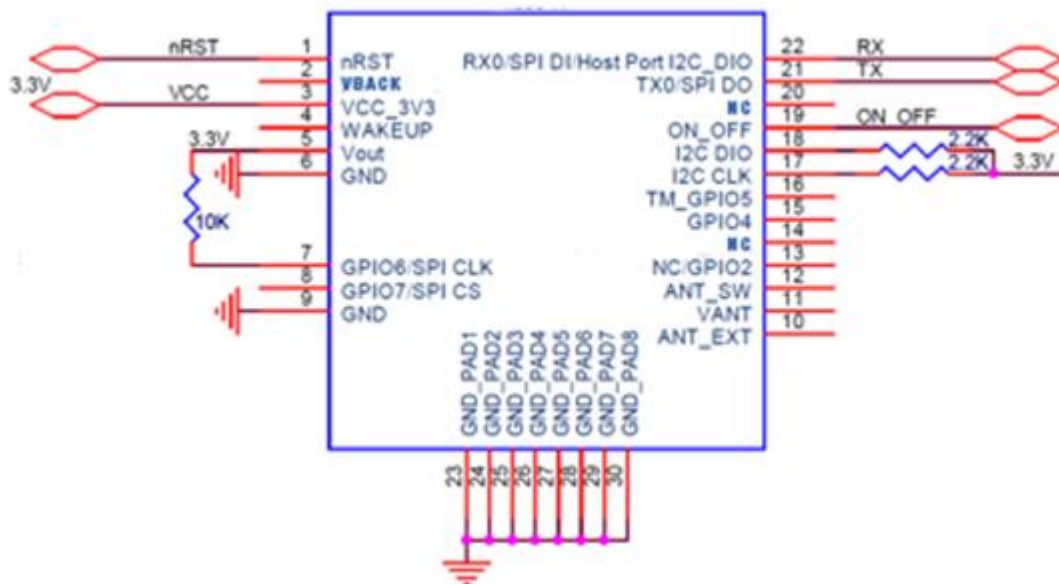 nRST
1
nRST
2
VBACK
3.3V
VCC
3
VCC_3V3
4
WAKEUP
3.3V
5
Vout
6
GND
10K
7
GPIO6/SPI CLK
8
GPIO7/SPI CS
9
GND
RX0/SPI DI/Host Port I2C_DIO
22
RX
TX0/SPI DO
21
TX
NC
20
ON_OFF
19
ON_OFF
I2C DIO
18
2.2K
I2C CLK
17
2.2K
3.3V
TM_GPIO5
16
GPIO4
15
NC
14
NC/GPIO2
13
ANT_SW
12
VANT
11
ANT_EXT
10
GND_PAD1
GND_PAD2
GND_PAD3
GND_PAD4
GND_PAD5
GND_PAD6
GND_PAD7
GND_PAD8
23
24
25
26
27
28
29
30